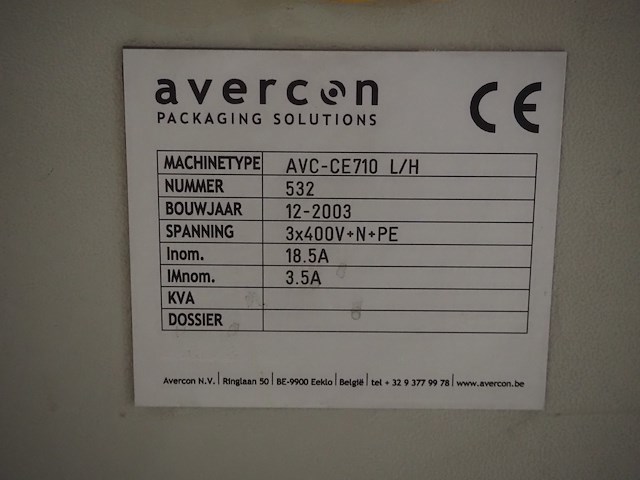 avercon
PACKAGING SOLUTIONS
CE
MACHINETYPE AVC-CE710 L/H
NUMMER 532
BOUWJAAR 12-2003
SPANNING 3x400V+N+PE
Inom. 18.5A
IMnom. 3.5A
KVA
DOSSIER
Avercon N.V. | Ringlaan 50 | BE-9900 Eeklo | België | tel + 32 9 377 99 78 | www.avercon.be